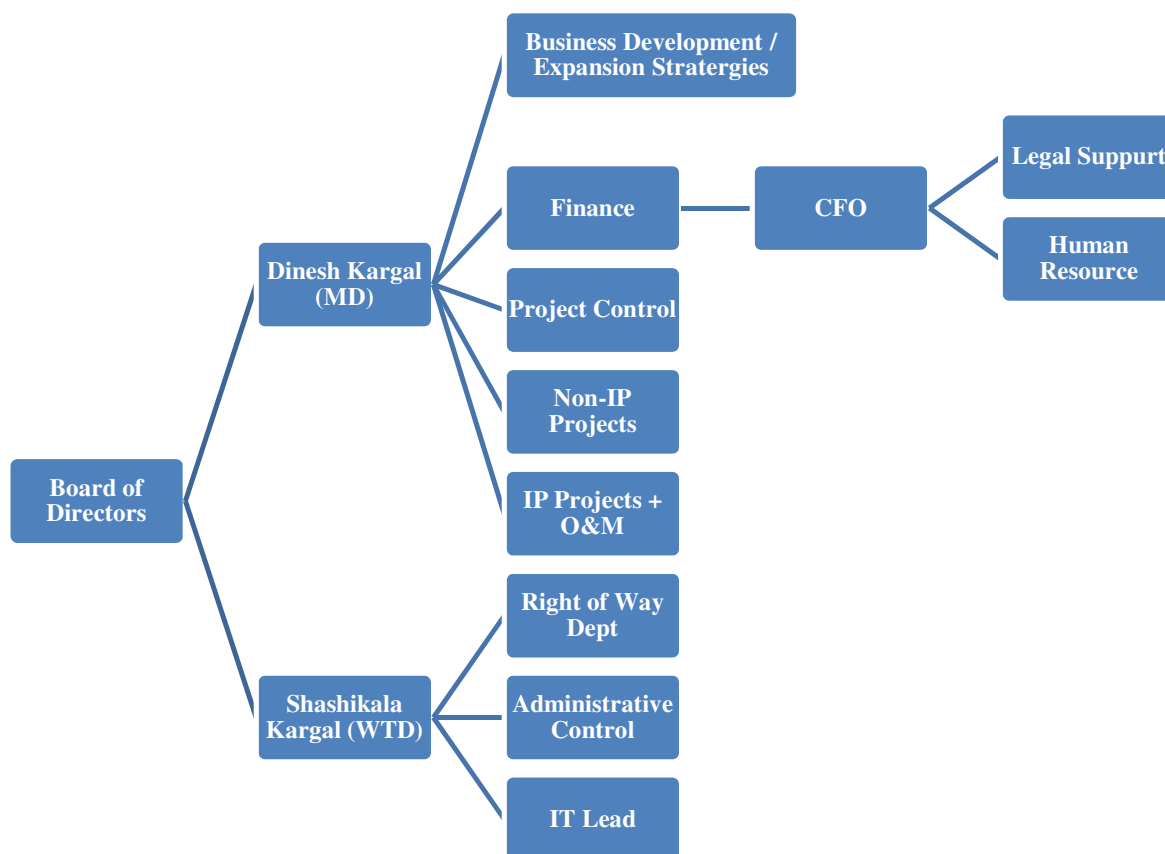 Business Development /
Expansion Stratergies
Legal Suppurt
Finance
CFO
Human
Resource
Dinesh Kargal
(MD)
Project Control
Non-IP
Projects
Board of
Directors
IP Projects +
O&M
Right of Way
Dept
Shashikala
Kargal (WTD)
Administrative
Control
IT Lead